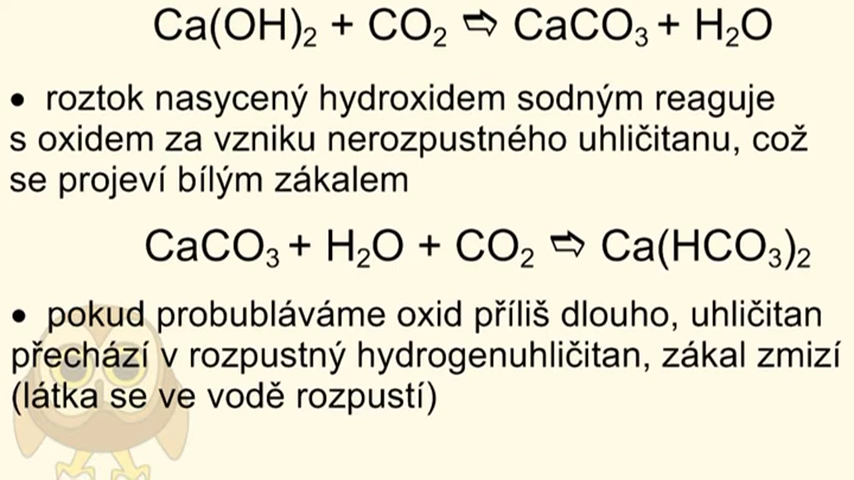 Ca(OH)₂ + CO₂ ⇨ CaCO₃ + H₂O
• roztok nasycený hydroxidem sodným reaguje
s oxidem za vzniku nerozpustného uhličitanu, což
se projeví bílým zákalem
CaCO₃ + H₂O + CO₂ ⇨ Ca(HCO₃)₂
• pokud probubláváme oxid příliš dlouho, uhličitan
přechází v rozpustný hydrogenuhličitan, zákal zmizí
(látka se ve vodě rozpustí)